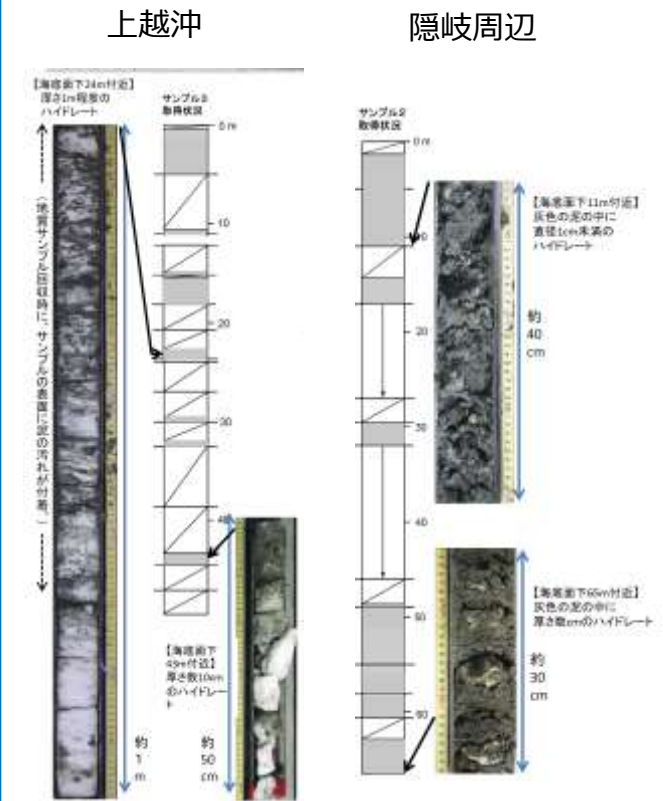 上越沖
【海底面下24m付近】
厚さ1m程度の
ハイドレート
サンプル①
取得状況
0 m
10
20
30
40
(地質サンプル回収時に、サンプルの表面に泥の汚れが付着。)
約
1
m
【海底面下
43m付近】
厚さ数10cm
のハイドレー
ト
約
50
cm
隠岐周辺
サンプル②
取得状況
0 m
10
20
30
40
50
60
【海底面下11m付近】
灰色の泥の中に
直径1cm未満の
ハイドレート
約
40
cm
【海底面下65m付近】
灰色の泥の中に
厚さ数cmのハイドレート
約
30
cm